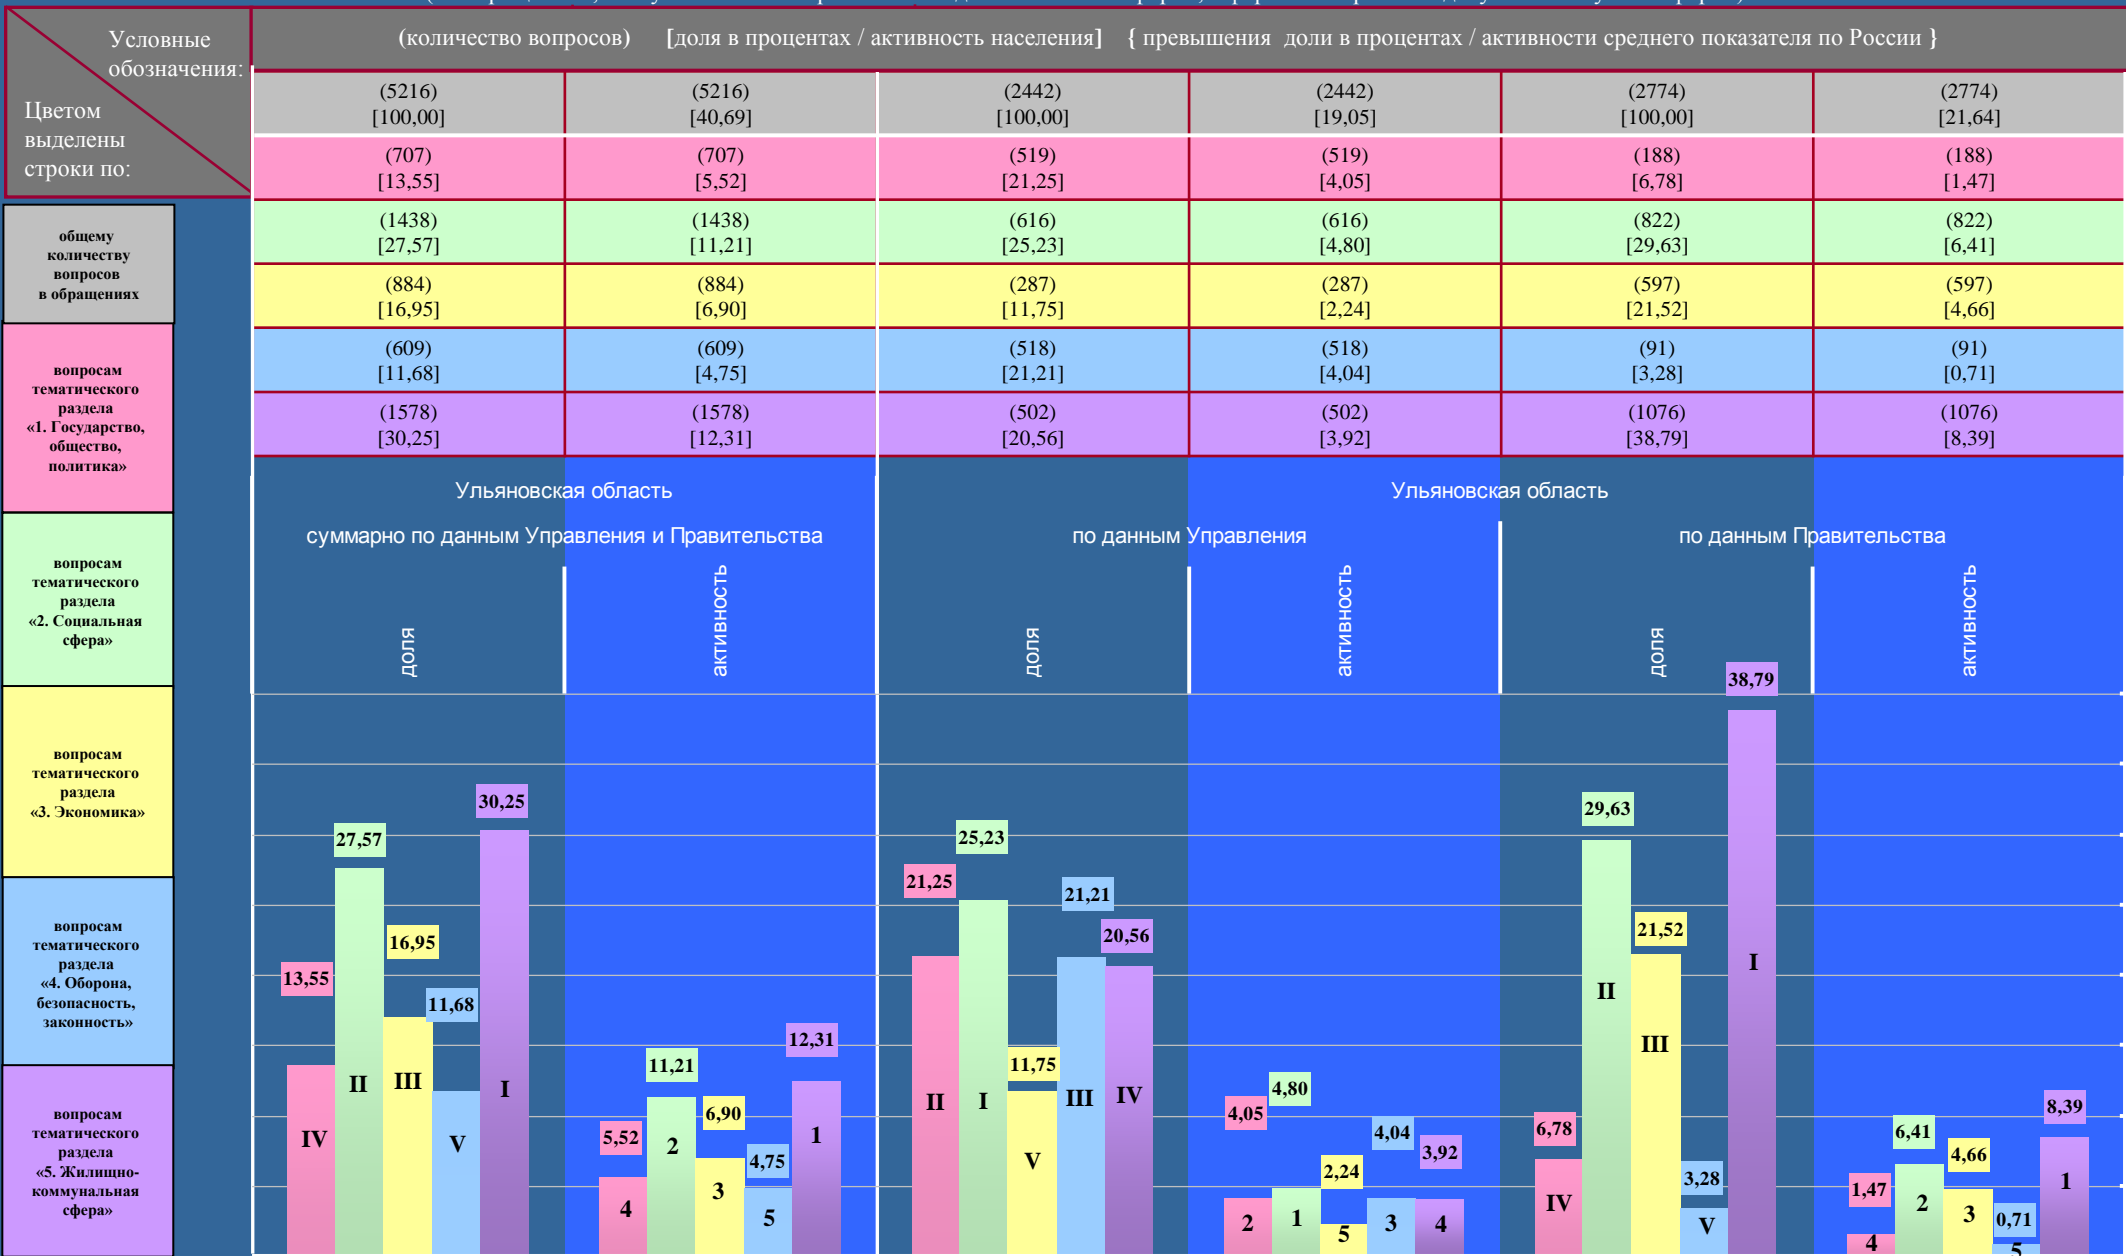 Условные
обозначения:
Цветом
выделены
строки по:
(количество вопросов) [доля в процентах / активность населения] { превышения доли в процентах / активности среднего показателя по России }
(5216) (5216) (2442) (2442) (2774) (2774)
[100,00] [40,69] [100,00] [19,05] [100,00] [21,64]
(707) (707) (519) (519) (188) (188)
[13,55] [5,52] [21,25] [4,05] [6,78] [1,47]
(1438) (1438) (616) (616) (822) (822)
[27,57] [11,21] [25,23] [4,80] [29,63] [6,41]
(884) (884) (287) (287) (597) (597)
[16,95] [6,90] [11,75] [2,24] [21,52] [4,66]
(609) (609) (518) (518) (91) (91)
[11,68] [4,75] [21,21] [4,04] [3,28] [0,71]
(1578) (1578) (502) (502) (1076) (1076)
[30,25] [12,31] [20,56] [3,92] [38,79] [8,39]
общему
количеству
вопросов
в обращениях
вопросам
тематического
раздела
«1. Государство,
общество,
политика»
вопросам
тематического
раздела
«2. Социальная
сфера»
вопросам
тематического
раздела
«3. Экономика»
вопросам
тематического
раздела
«4. Оборона,
безопасность,
законность»
вопросам
тематического
раздела
«5. Жилищно-
коммунальная
сфера»
Ульяновская область
суммарно по данным Управления и Правительства
доля
активность
Ульяновская область
по данным Управления
доля
активность
по данным Правительства
доля
активность
13,55
27,57
16,95
11,68
30,25
IV
II
III
V
I
5,52
11,21
6,90
4,75
12,31
4
2
3
5
1
21,25
25,23
11,75
21,21
20,56
II
I
V
III
IV
4,05
4,80
2,24
4,04
3,92
2
1
5
3
4
6,78
29,63
21,52
3,28
38,79
IV
II
III
V
I
1,47
6,41
4,66
0,71
8,39
4
2
3
5
1